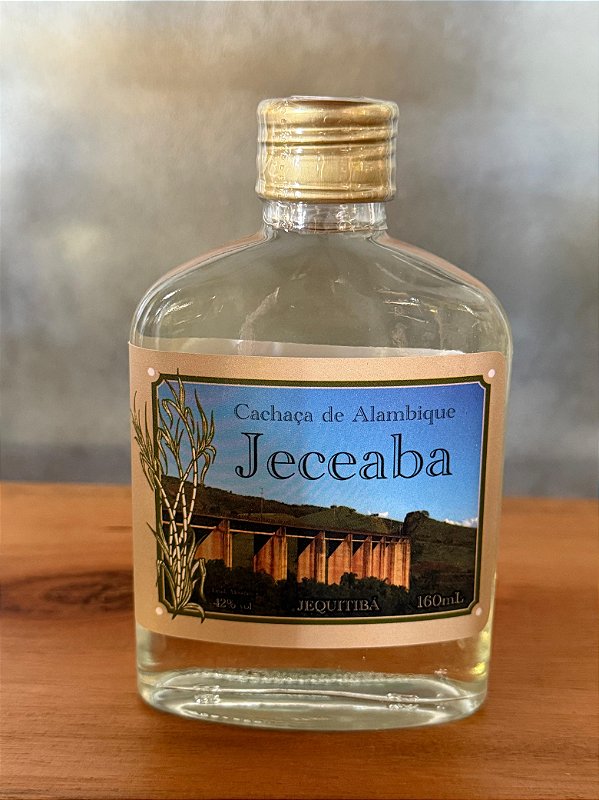 Cachaça de Alambique
Jeceaba
42% vol
JEQUITIBÁ
160mL